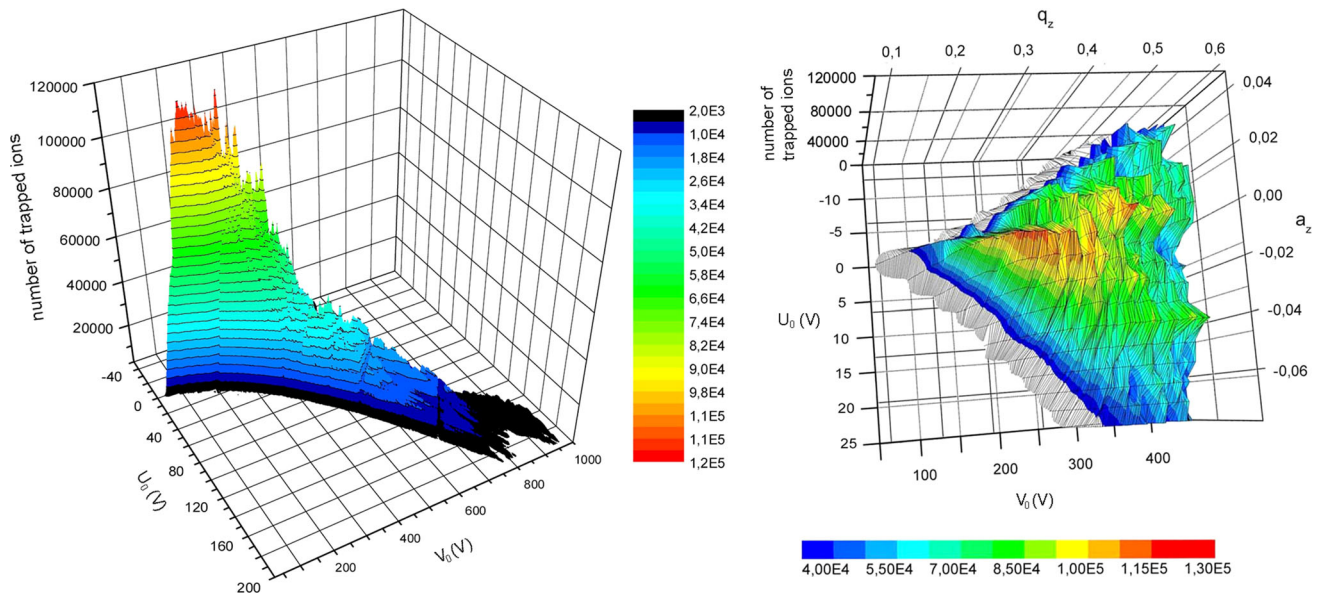 120000
100000
80000
60000
40000
20000
number of trapped ions
-40
0
40
80
120
160
200
U₀ (V)
200
400
600
800
1000
V₀ (V)
2,0E3
1,0E4
1,8E4
2,6E4
3,4E4
4,2E4
5,0E4
5,8E4
6,6E4
7,4E4
8,2E4
9,0E4
9,8E4
1,1E5
1,1E5
1,2E5
q_z
0,1
0,2
0,3
0,4
0,5
0,6
number of
trapped ions
120000
80000
40000
0
-10
-5
0
5
10
15
20
25
U₀ (V)
0,04
0,02
0,00
-0,02
-0,04
-0,06
a_z
100
200
300
400
V₀ (V)
4,00E4
5,50E4
7,00E4
8,50E4
1,00E5
1,15E5
1,30E5